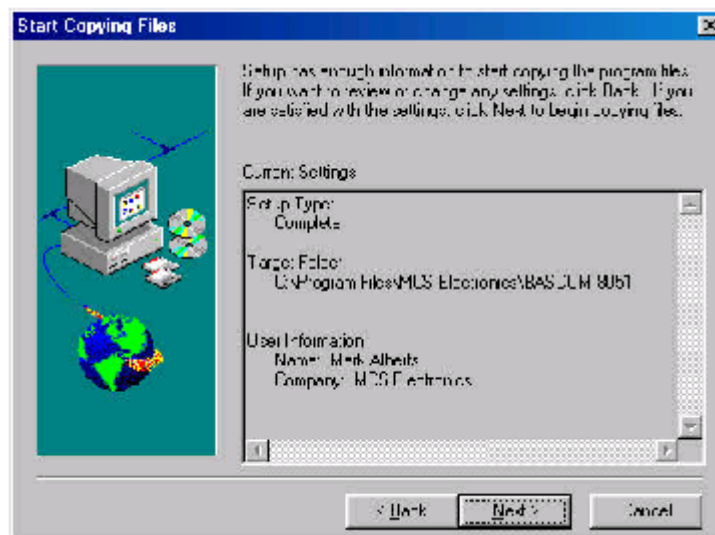 Start Copying Files
Setup has enough information to start copying the program files.
If you want to review or change any settings, click Back. If you
are satisfied with the settings, click Next to begin copying files.
Current Settings:
Setup Type:
Complete
Target Folder
C:\Program Files\MCS Electronics\BASCOM-8051
User Information
Name: Mark Alberts
Company: MCS Electronics
< Back
Next >
Cancel